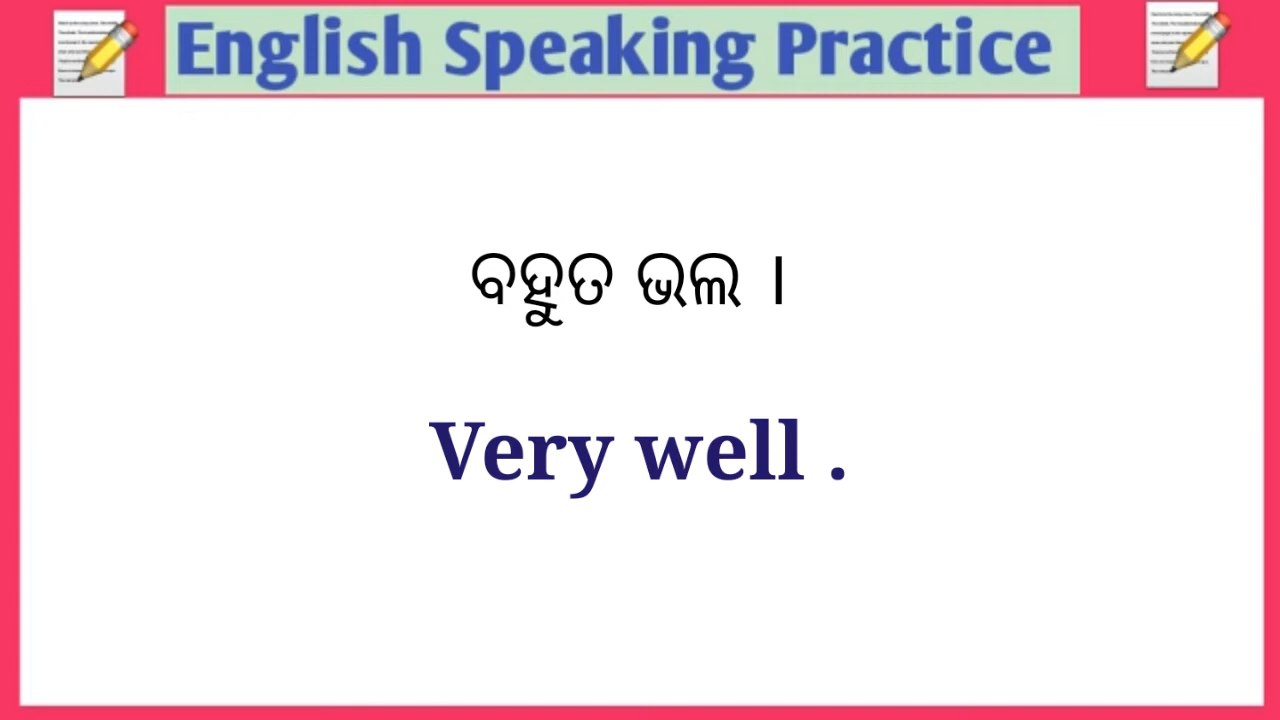 English Speaking Practice
ବହୁତ ଭଲ ।
Very well .